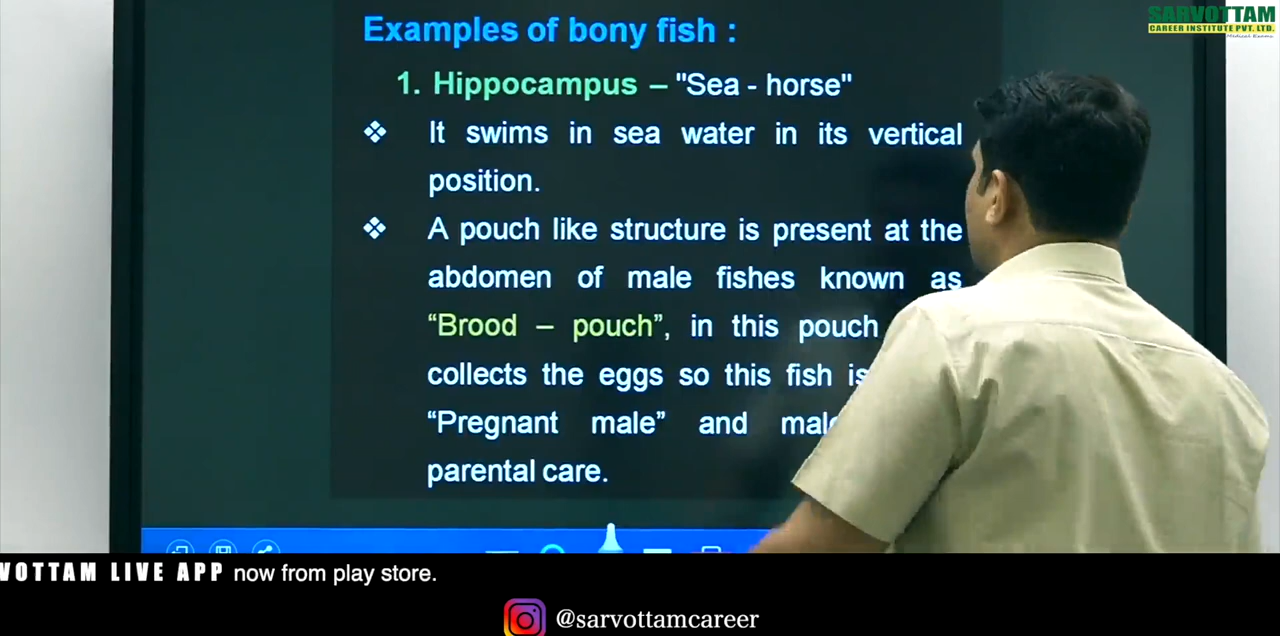 SARVOTTAM
CAREER INSTITUTE PVT. LTD.
Medical Exams
Examples of bony fish :
1. Hippocampus – "Sea - horse"
❖ It swims in sea water in its vertical
position.
❖ A pouch like structure is present at the
abdomen of male fishes known as
“Brood – pouch”, in this pouch
collects the eggs so this fish is
“Pregnant male” and male
parental care.
VOTTAM LIVE APP now from play store.
@sarvottamcareer